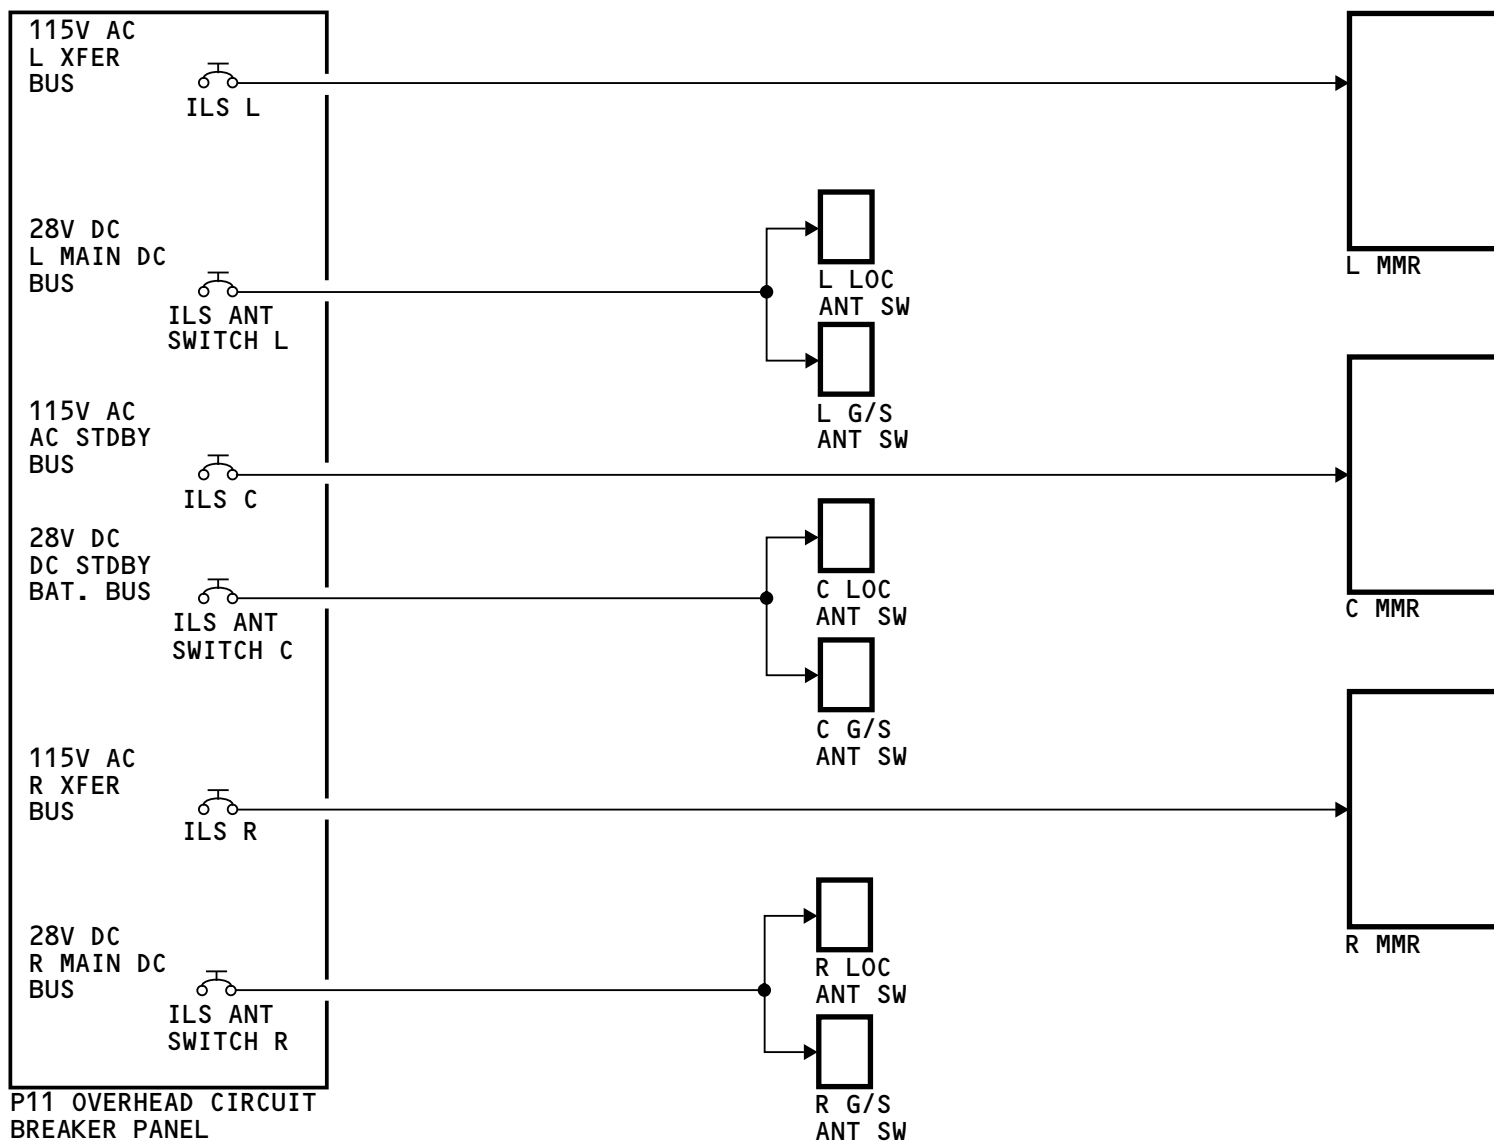 115V AC
L XFER
BUS
ILS L
L MMR
28V DC
L MAIN DC
BUS
ILS ANT
SWITCH L
L LOC
ANT SW
L G/S
ANT SW
115V AC
AC STDBY
BUS
ILS C
C MMR
28V DC
DC STDBY
BAT. BUS
ILS ANT
SWITCH C
C LOC
ANT SW
C G/S
ANT SW
115V AC
R XFER
BUS
ILS R
R MMR
28V DC
R MAIN DC
BUS
ILS ANT
SWITCH R
R LOC
ANT SW
R G/S
ANT SW
P11 OVERHEAD CIRCUIT
BREAKER PANEL